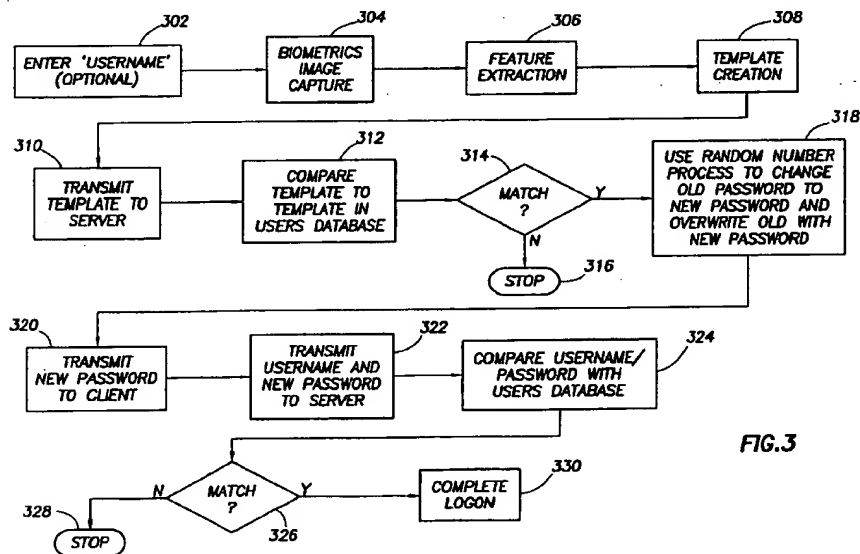 302
ENTER 'USERNAME'
(OPTIONAL)
304
BIOMETRICS
IMAGE
CAPTURE
306
FEATURE
EXTRACTION
308
TEMPLATE
CREATION
310
TRANSMIT
TEMPLATE TO
SERVER
312
COMPARE
TEMPLATE TO
TEMPLATE IN
USERS DATABASE
314
MATCH
?
Y
N
STOP
316
318
USE RANDOM NUMBER
PROCESS TO CHANGE
OLD PASSWORD TO
NEW PASSWORD AND
OVERWRITE OLD WITH
NEW PASSWORD
320
TRANSMIT
NEW PASSWORD
TO CLIENT
322
TRANSMIT
USERNAME AND
NEW PASSWORD
TO SERVER
324
COMPARE USERNAME/
PASSWORD WITH
USERS DATABASE
MATCH
?
326
N
Y
328
STOP
330
COMPLETE
LOGON
FIG.3